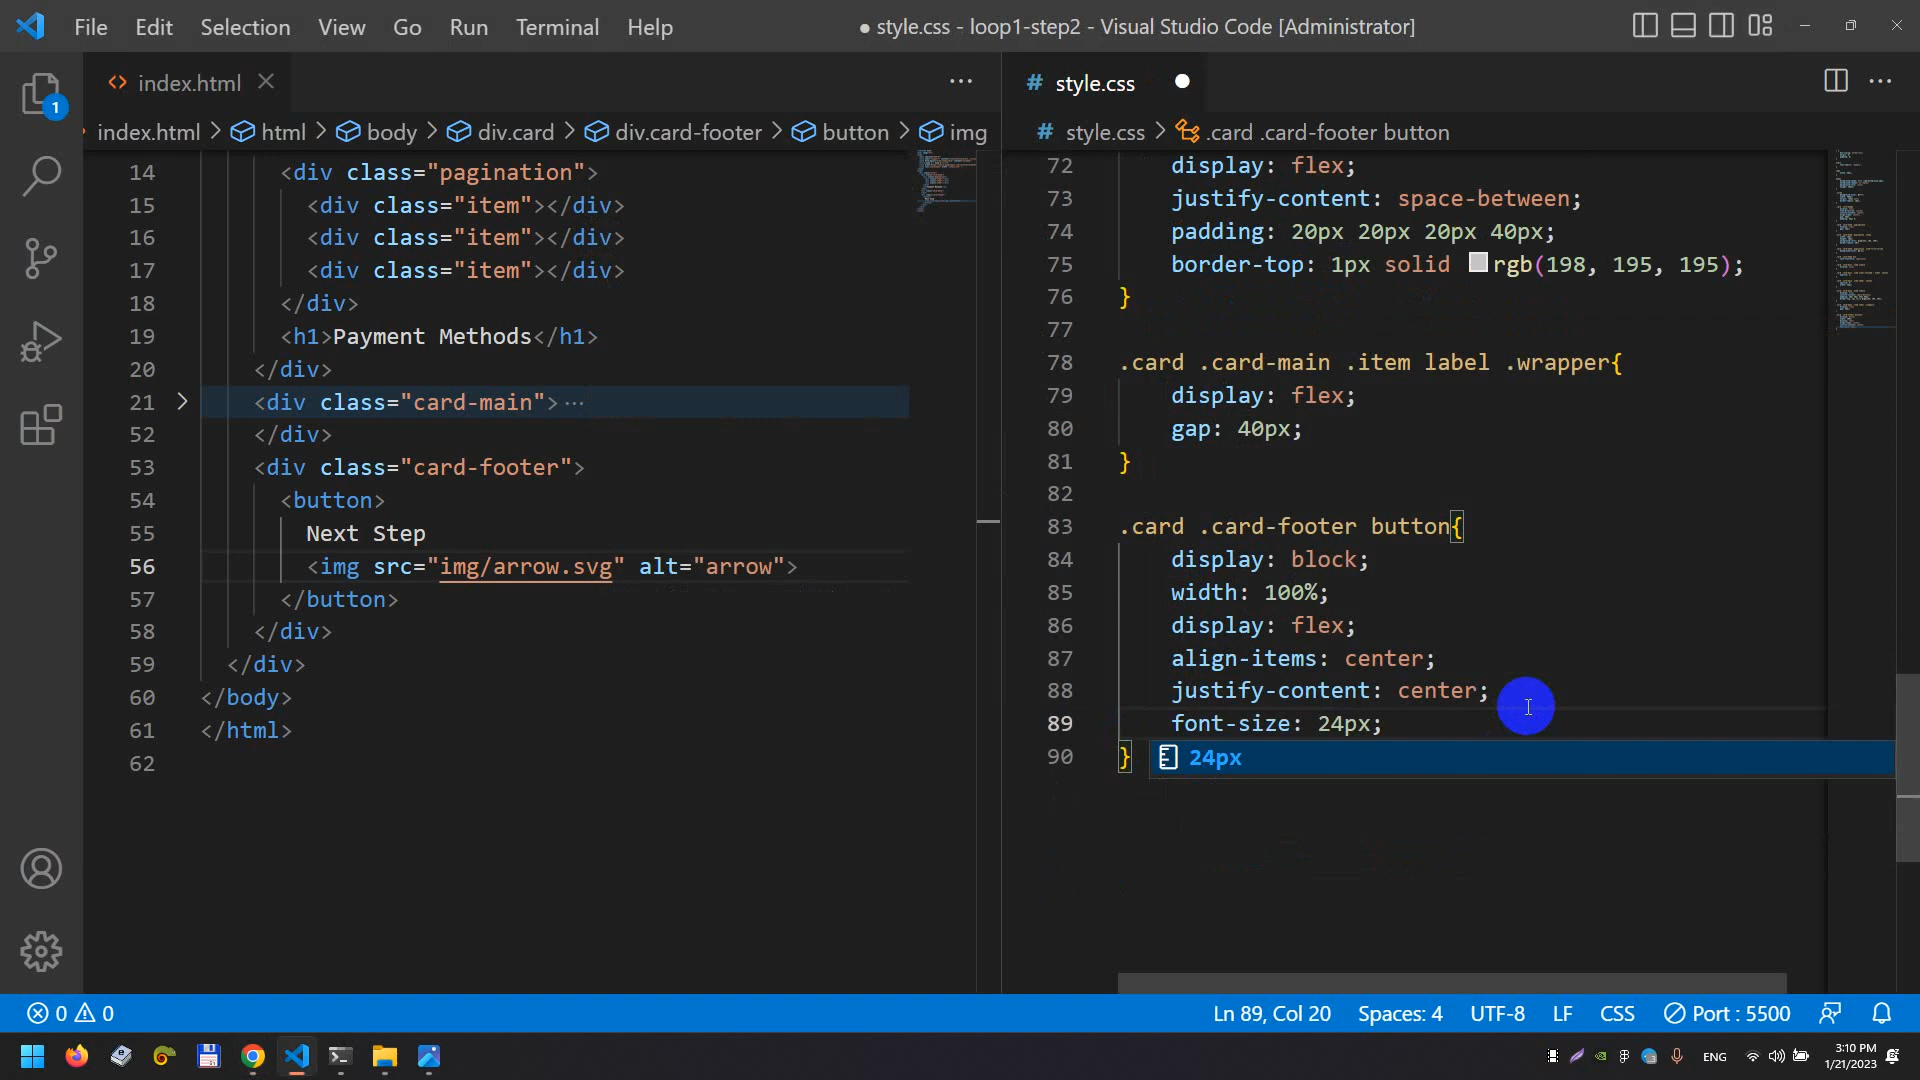 File Edit Selection View Go Run Terminal Help
● style.css - loop1-step2 - Visual Studio Code [Administrator]
1
index.html
index.html > html > body > div.card > div.card-footer > button > img
14 <div class="pagination">
15 <div class="item"></div>
16 <div class="item"></div>
17 <div class="item"></div>
18 </div>
19 <h1>Payment Methods</h1>
20 </div>
21 <div class="card-main">···
52 </div>
53 <div class="card-footer">
54 <button>
55 Next Step
56 <img src="img/arrow.svg" alt="arrow">
57 </button>
58 </div>
59 </div>
60 </body>
61 </html>
62
# style.css
# style.css > .card .card-footer button
72 display: flex;
73 justify-content: space-between;
74 padding: 20px 20px 20px 40px;
75 border-top: 1px solid rgb(198, 195, 195);
76 }
77
78 .card .card-main .item label .wrapper{
79 display: flex;
80 gap: 40px;
81 }
82
83 .card .card-footer button{
84 display: block;
85 width: 100%;
86 display: flex;
87 align-items: center;
88 justify-content: center;
89 font-size: 24px;
90 }
24px
0 0
Ln 89, Col 20 Spaces: 4 UTF-8 LF CSS Port : 5500
ENG
3:10 PM
1/21/2023